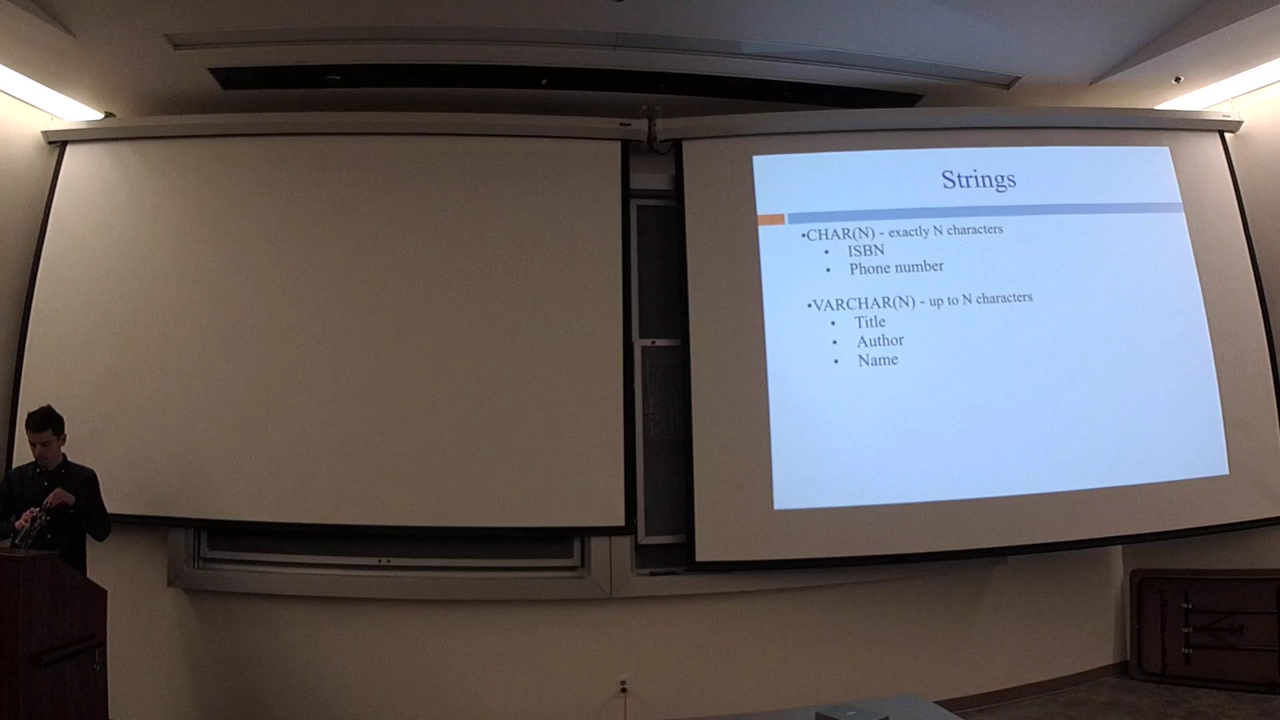 Strings
•CHAR(N) - exactly N characters
• ISBN
• Phone number
•VARCHAR(N) - up to N characters
• Title
• Author
• Name